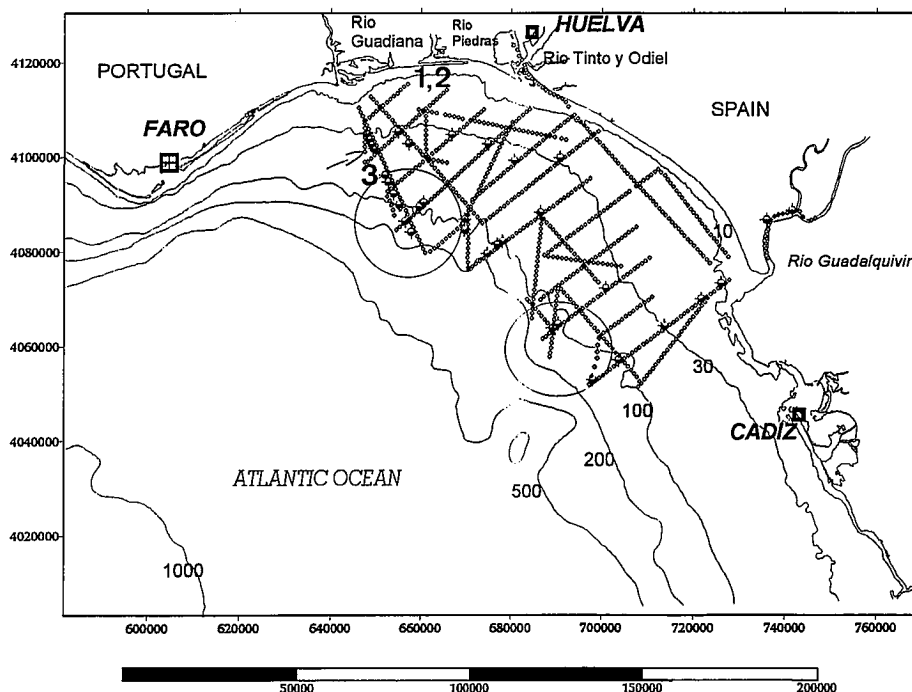 HUELVA
Rio
Guadiana
Rio
Piedras
Rio Tinto y Odiel
4120000
PORTUGAL
1,2
SPAIN
FARO
4100000
3
4080000
10
Rio Guadalquivir
4060000
30
100
CADIZ
4040000
200
ATLANTIC OCEAN
500
4020000
1000
600000 620000 640000 660000 680000 700000 720000 740000 760000
50000 100000 150000 200000